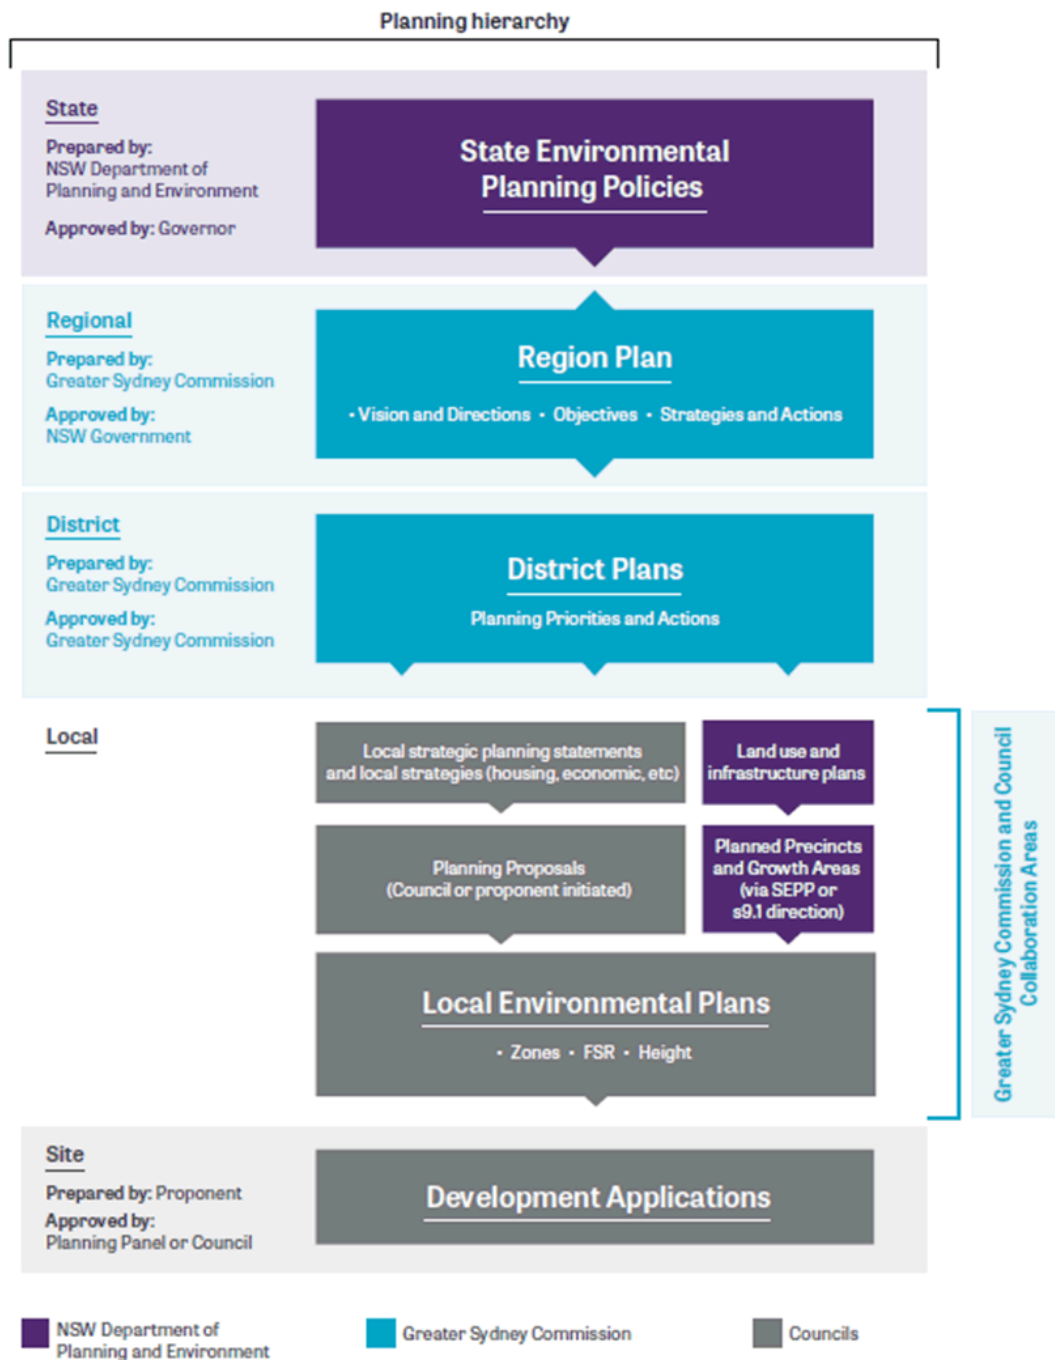 Planning hierarchy
State
Prepared by:
NSW Department of
Planning and Environment
Approved by: Governor
State Environmental
Planning Policies
Regional
Prepared by:
Greater Sydney Commission
Approved by:
NSW Government
Region Plan
• Vision and Directions • Objectives • Strategies and Actions
District
Prepared by:
Greater Sydney Commission
Approved by:
Greater Sydney Commission
District Plans
Planning Priorities and Actions
Local
Local strategic planning statements
and local strategies (housing, economic, etc)
Land use and
infrastructure plans
Planning Proposals
(Council or proponent initiated)
Planned Precincts
and Growth Areas
(via SEPP or
s9.1 direction)
Local Environmental Plans
• Zones • FSR • Height
Greater Sydney Commission and Council
Collaboration Areas
Site
Prepared by: Proponent
Approved by:
Planning Panel or Council
Development Applications
NSW Department of
Planning and Environment
Greater Sydney Commission
Councils